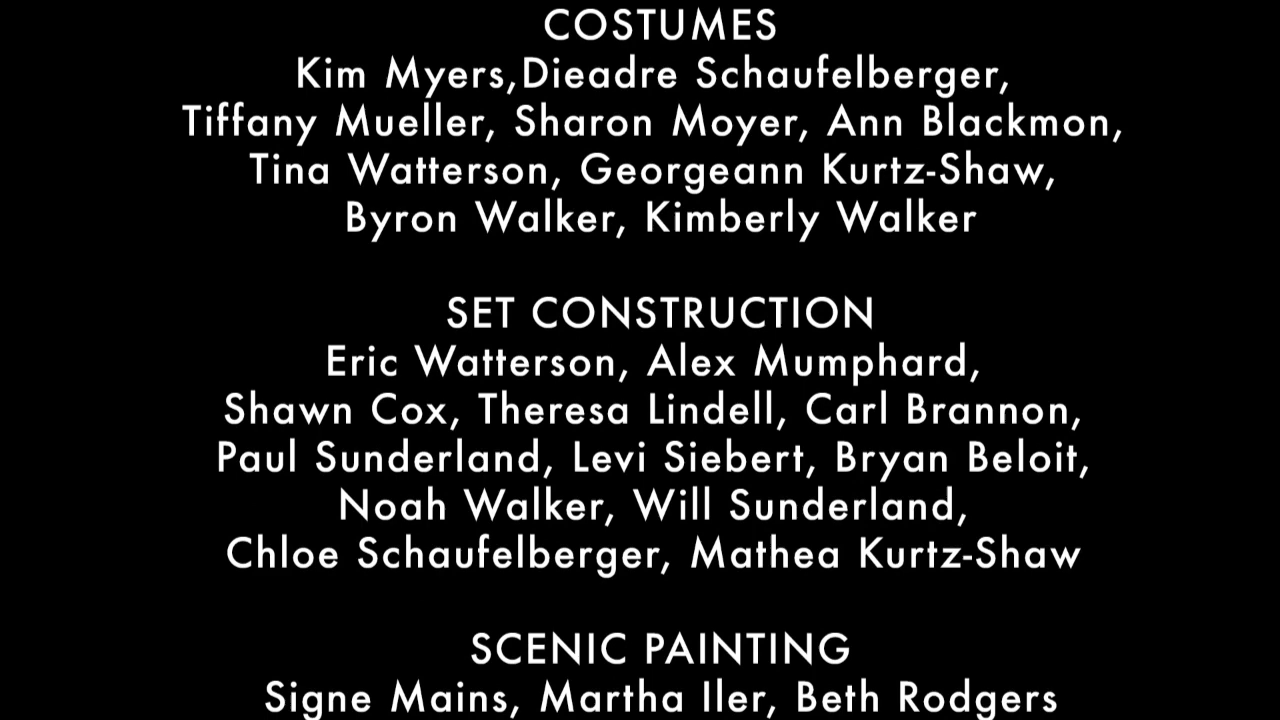 COSTUMES
Kim Myers,Dieadre Schaufelberger,
Tiffany Mueller, Sharon Moyer, Ann Blackmon,
Tina Watterson, Georgeann Kurtz-Shaw,
Byron Walker, Kimberly Walker
SET CONSTRUCTION
Eric Watterson, Alex Mumphard,
Shawn Cox, Theresa Lindell, Carl Brannon,
Paul Sunderland, Levi Siebert, Bryan Beloit,
Noah Walker, Will Sunderland,
Chloe Schaufelberger, Mathea Kurtz-Shaw
SCENIC PAINTING
Signe Mains, Martha Iler, Beth Rodgers